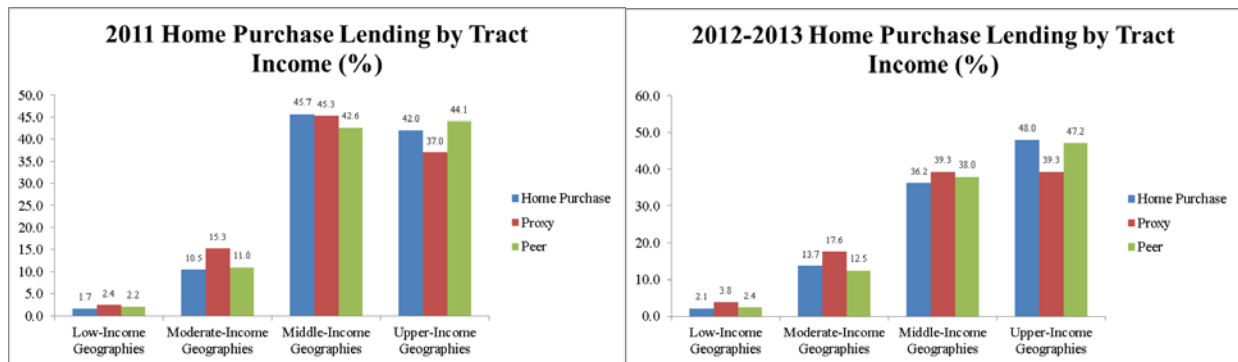 2011 Home Purchase Lending by Tract
Income (%)
50.0
45.0
40.0
35.0
30.0
25.0
20.0
15.0
10.0
5.0
0.0
1.7 2.4 2.2
10.5 15.3 11.0
45.7 45.3 42.6
42.0 37.0 44.1
Low-Income Geographies
Moderate-Income Geographies
Middle-Income Geographies
Upper-Income Geographies
Home Purchase
Proxy
Peer
2012-2013 Home Purchase Lending by Tract
Income (%)
60.0
50.0
40.0
30.0
20.0
10.0
0.0
2.1 3.8 2.4
13.7 17.6 12.5
36.2 39.3 38.0
48.0 39.3 47.2
Low-Income Geographies
Moderate-Income Geographies
Middle-Income Geographies
Upper-Income Geographies
Home Purchase
Proxy
Peer